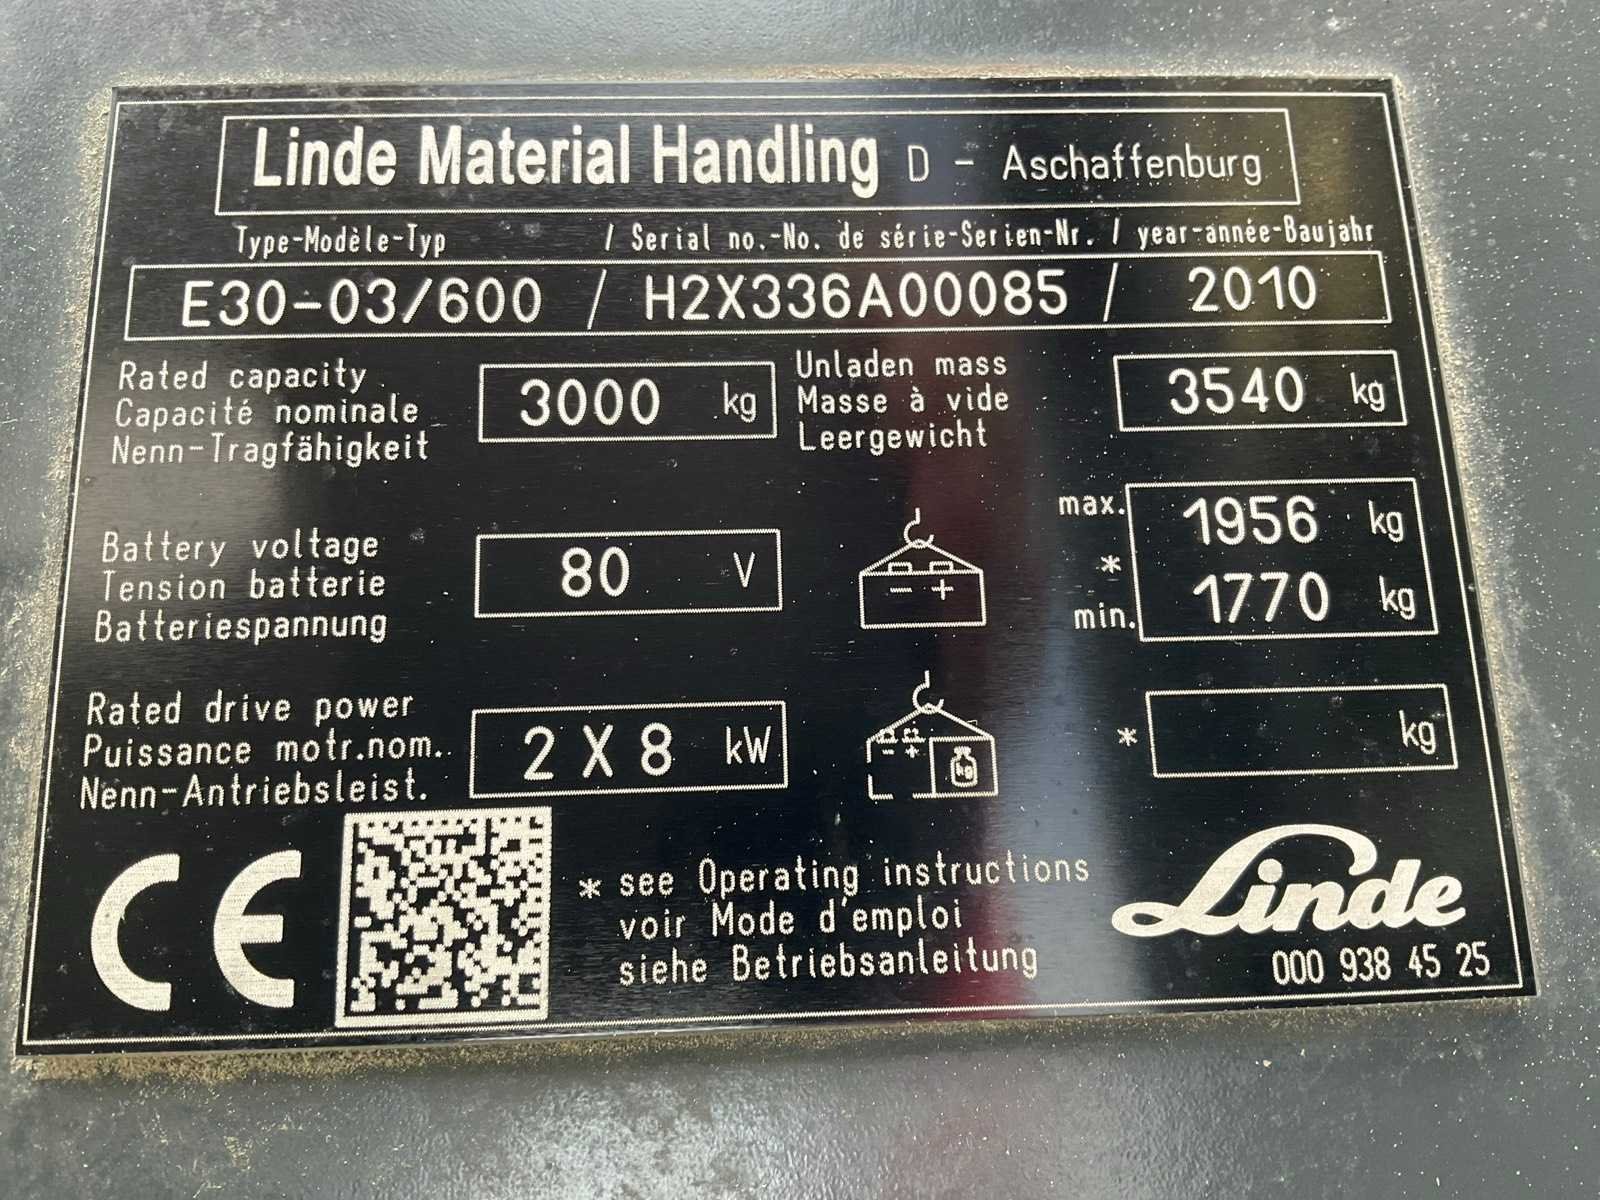 Linde Material Handling D - Aschaffenburg
Type-Modèle-Typ / Serial no.-No. de série-Serien-Nr. / year-année-Baujahr
E30-03/600 / H2X336A00085 / 2010
Rated capacity
Capacité nominale
Nenn-Tragfähigkeit
3000 kg
Unladen mass
Masse à vide
Leergewicht
3540 kg
Battery voltage
Tension batterie
Batteriespannung
80 V
- +
max. 1956 kg
*
min. 1770 kg
Rated drive power
Puissance motr.nom..
Nenn-Antriebsleist.
2 X 8 kW
- + kg
* kg
CE
* see Operating instructions
voir Mode d'emploi
siehe Betriebsanleitung
Linde
000 938 45 25